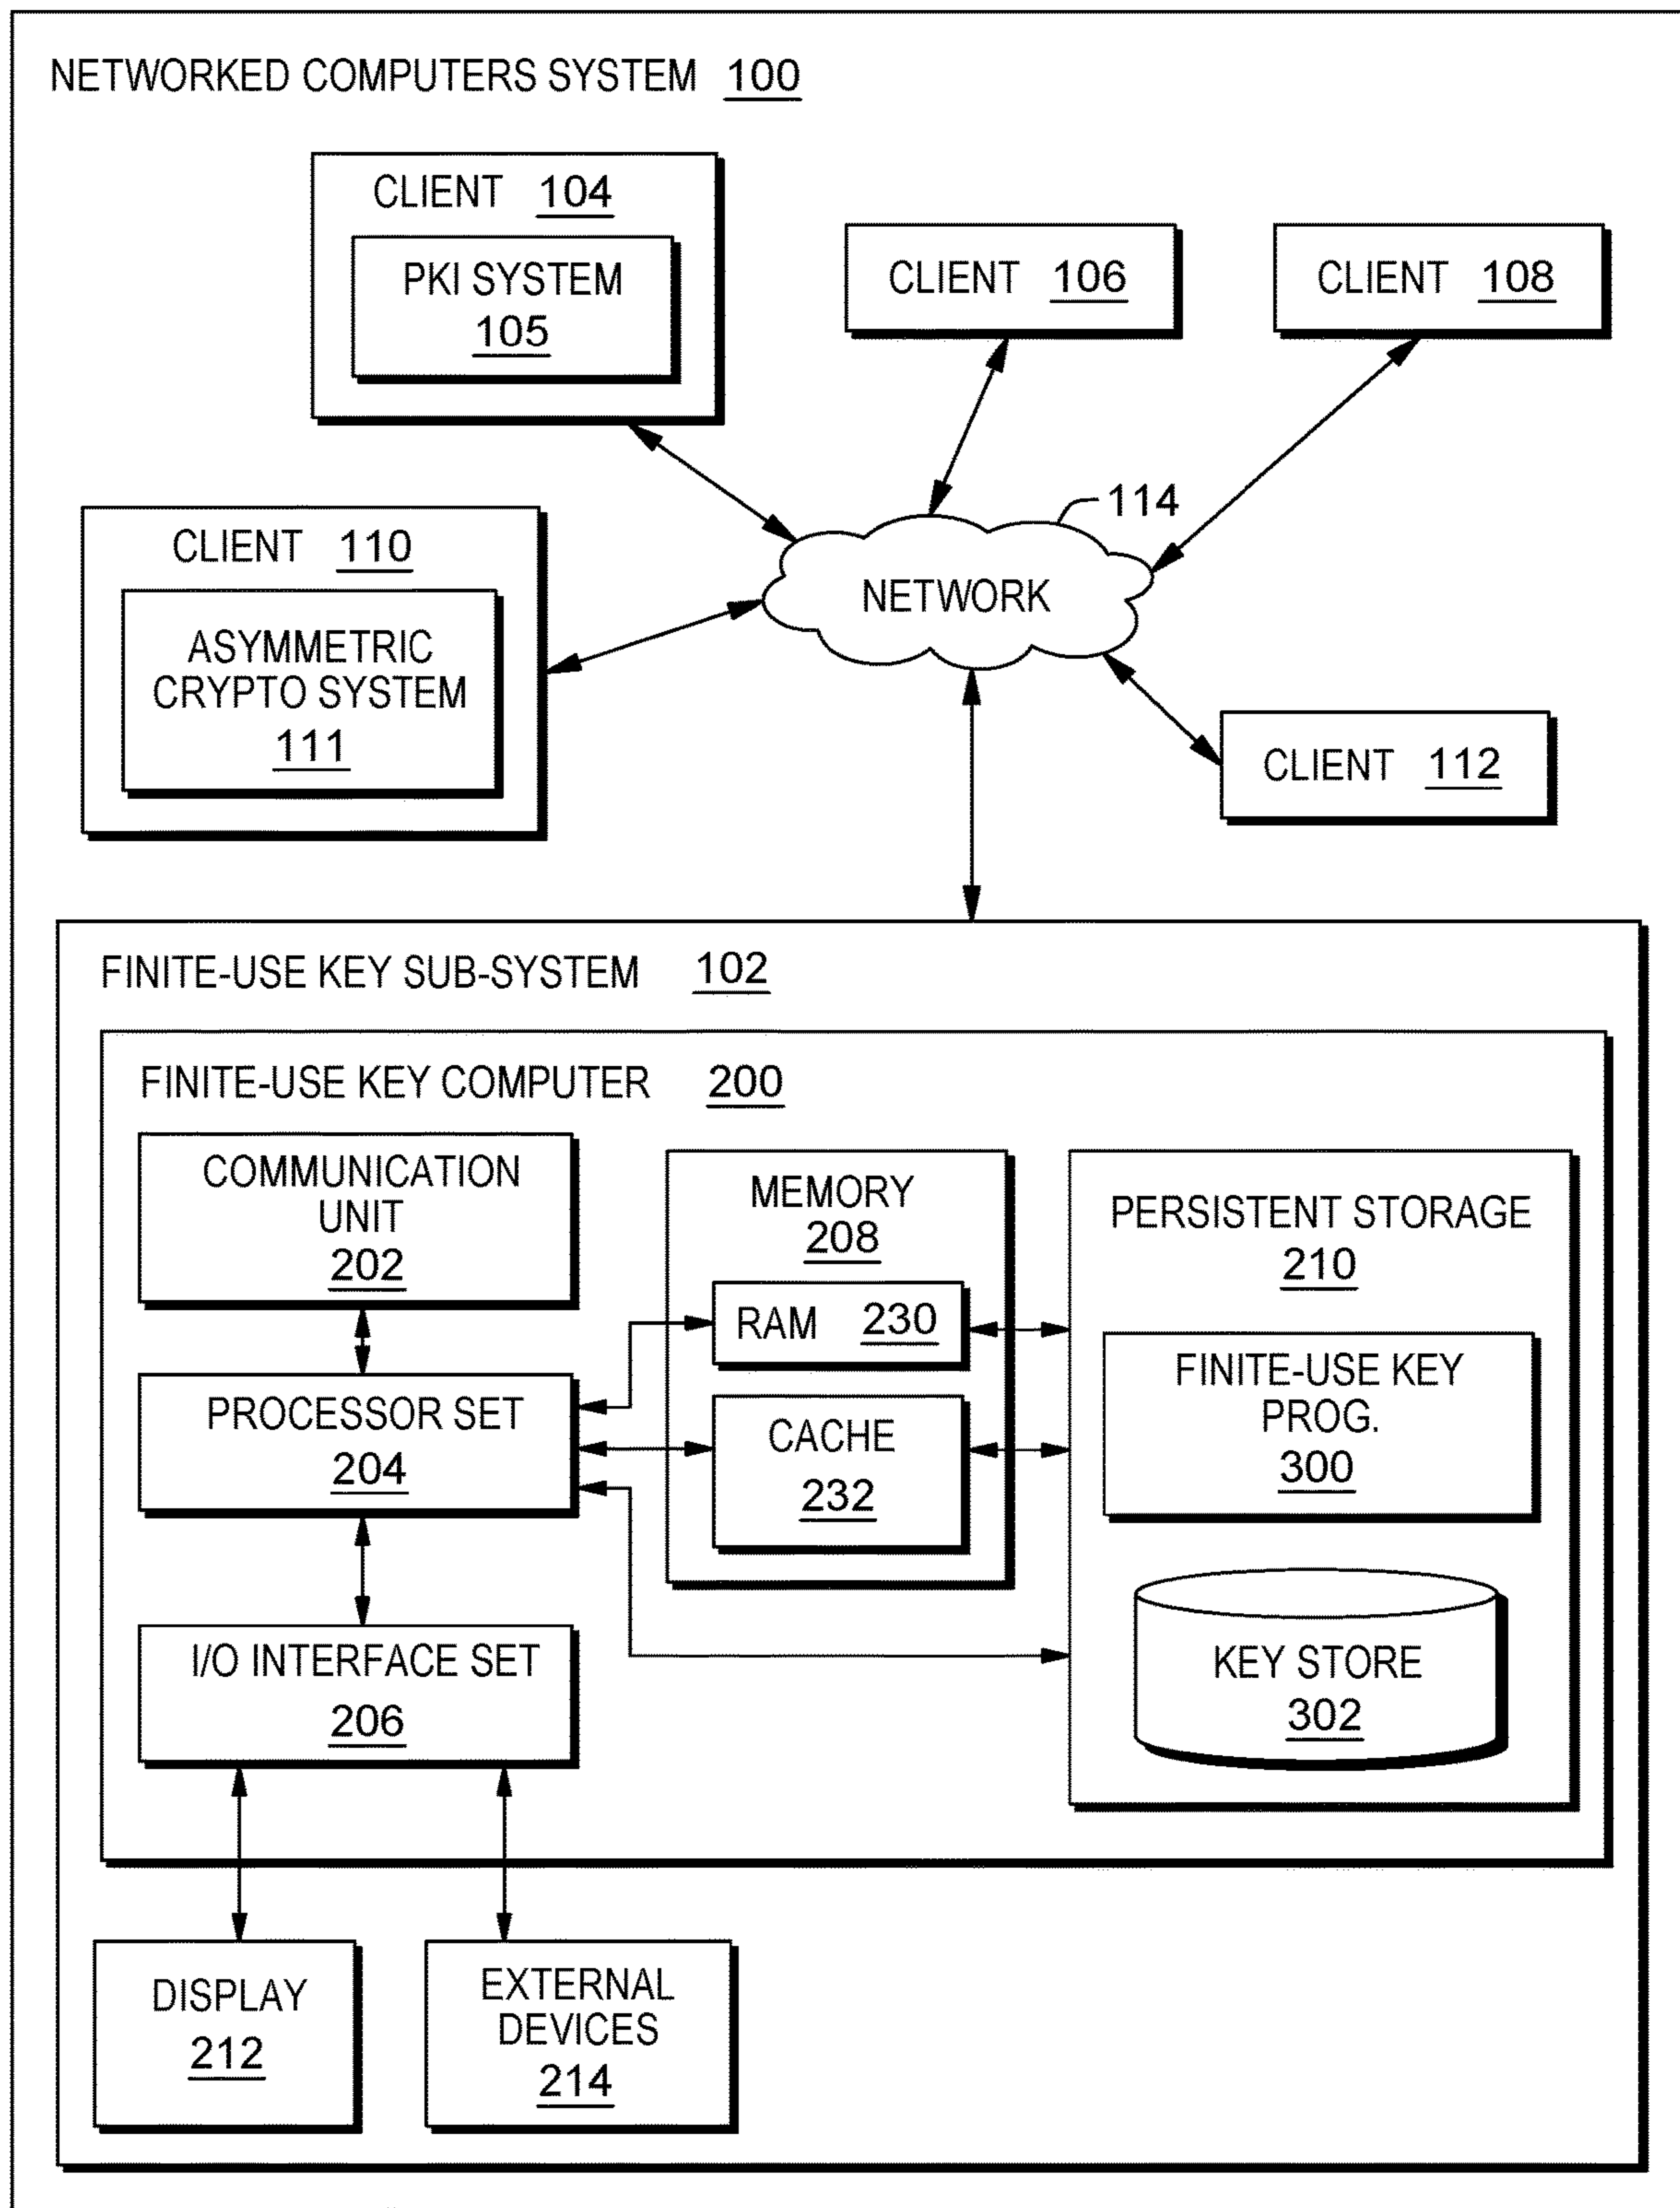 NETWORKED COMPUTERS SYSTEM 100
CLIENT 104
PKI SYSTEM
105
CLIENT 106
CLIENT 108
114
NETWORK
CLIENT 110
ASYMMETRIC
CRYPTO SYSTEM
111
CLIENT 112
FINITE-USE KEY SUB-SYSTEM 102
FINITE-USE KEY COMPUTER 200
COMMUNICATION
UNIT
202
PROCESSOR SET
204
I/O INTERFACE SET
206
MEMORY
208
RAM 230
CACHE
232
PERSISTENT STORAGE
210
FINITE-USE KEY
PROG.
300
KEY STORE
302
DISPLAY
212
EXTERNAL
DEVICES
214